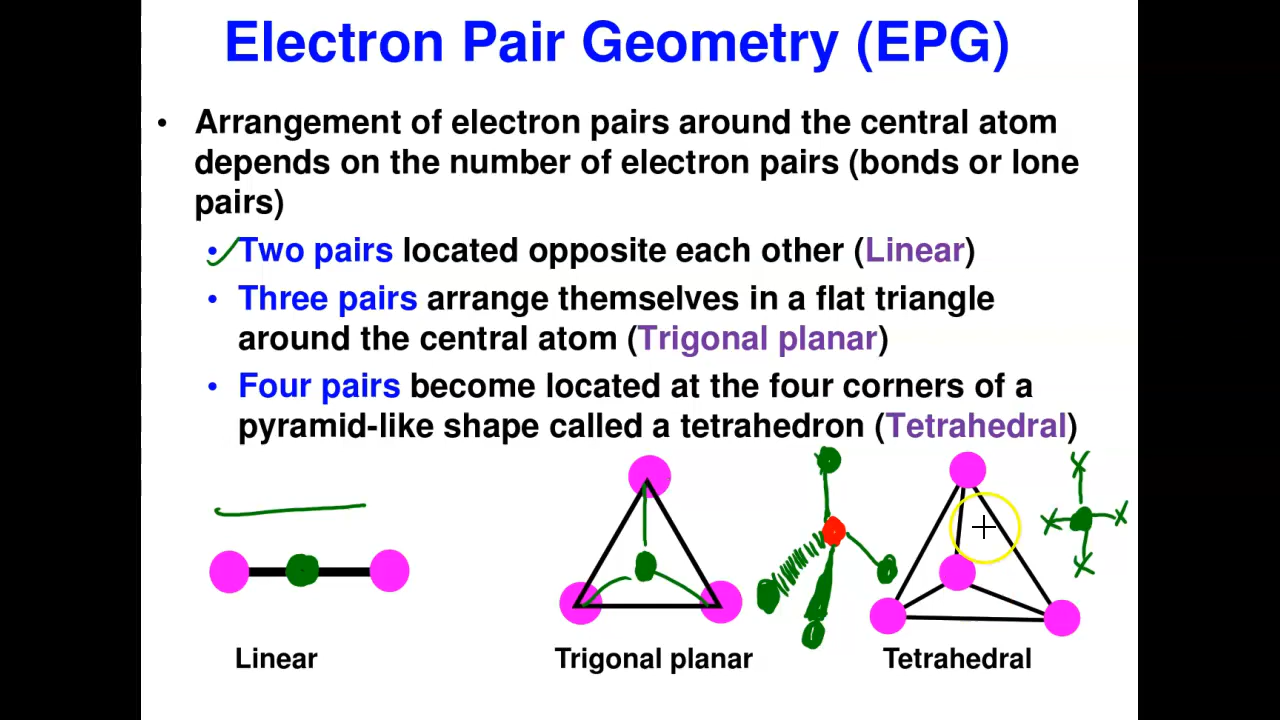 Electron Pair Geometry (EPG)
• Arrangement of electron pairs around the central atom
depends on the number of electron pairs (bonds or lone
pairs)
• Two pairs located opposite each other (Linear)
• Three pairs arrange themselves in a flat triangle
around the central atom (Trigonal planar)
• Four pairs become located at the four corners of a
pyramid-like shape called a tetrahedron (Tetrahedral)
X
X X
X
Linear Trigonal planar Tetrahedral